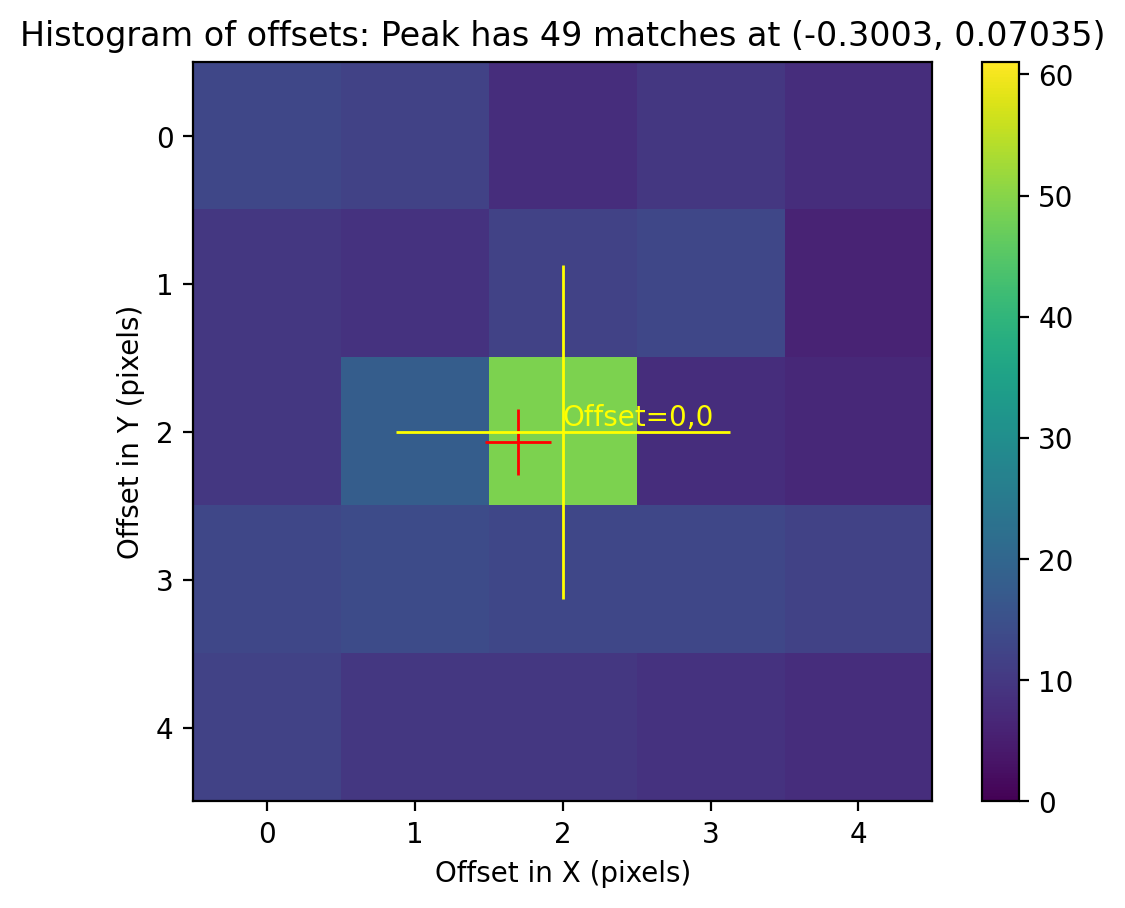 Histogram of offsets: Peak has 49 matches at (-0.3003, 0.07035)
60
50
40
30
20
10
0
Offset in Y (pixels)
0
1
2
3
4
Offset=0,0
0 1 2 3 4
Offset in X (pixels)